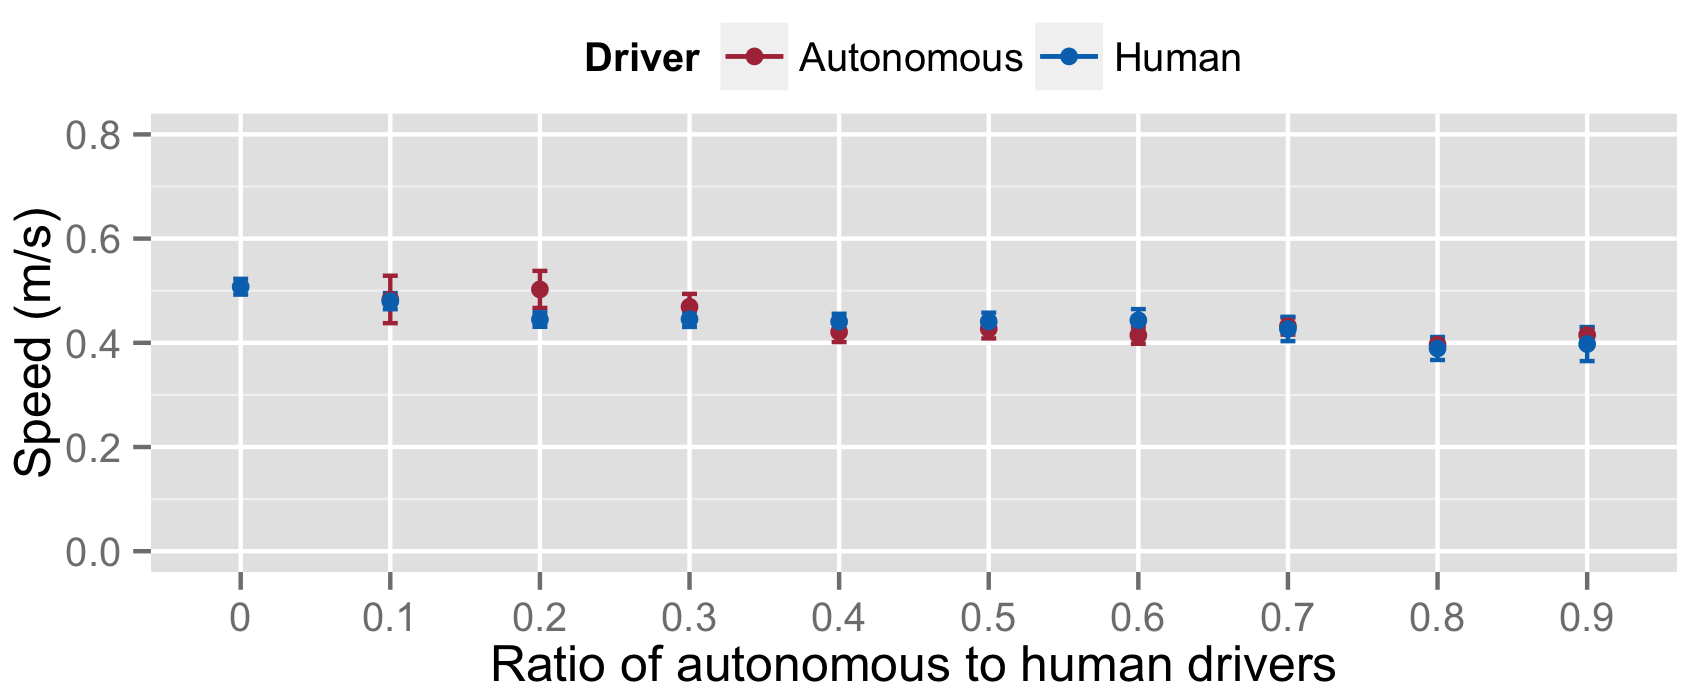 Driver Autonomous Human
Speed (m/s)
0.8
0.6
0.4
0.2
0.0
0 0.1 0.2 0.3 0.4 0.5 0.6 0.7 0.8 0.9
Ratio of autonomous to human drivers